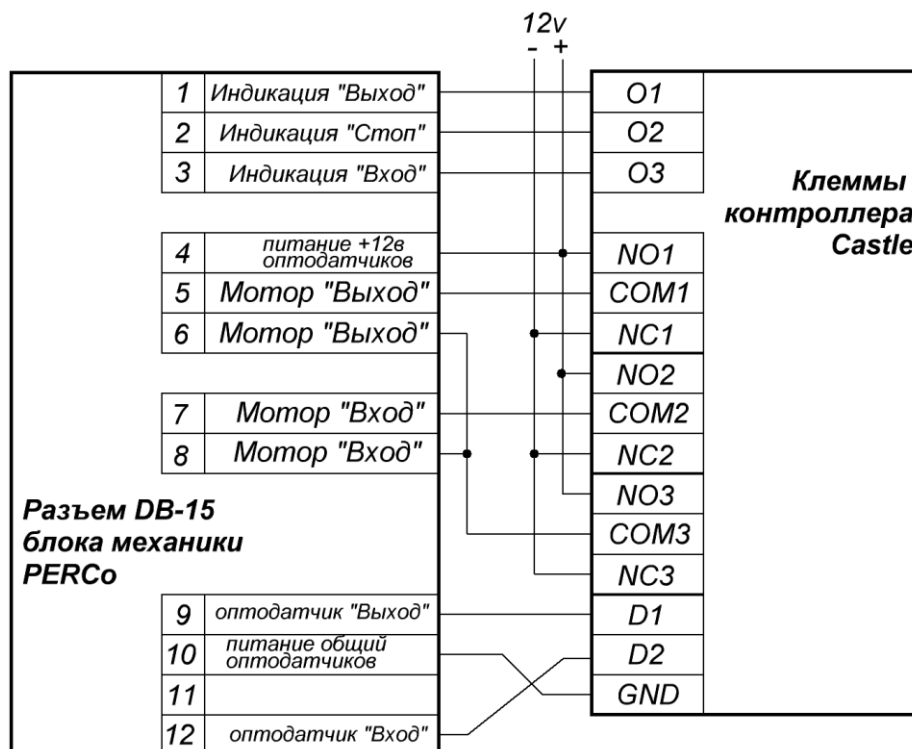 12v
- +
1 Индикация "Выход"
2 Индикация "Стоп"
3 Индикация "Вход"
4 питание +12в
оптодатчиков
5 Мотор "Выход"
6 Мотор "Выход"
7 Мотор "Вход"
8 Мотор "Вход"
Разъем DB-15
блока механики
PERCo
9 оптодатчик "Выход"
10 питание общий
оптодатчиков
11
12 оптодатчик "Вход"
O1
O2
O3
Клеммы
контроллера
Castle
NO1
COM1
NC1
NO2
COM2
NC2
NO3
COM3
NC3
D1
D2
GND